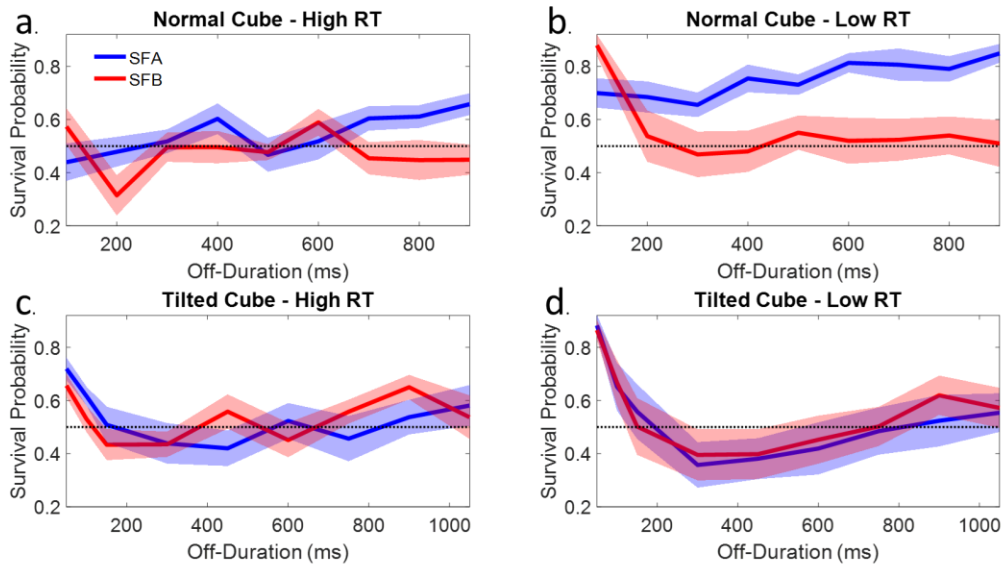 a.
Normal Cube - High RT
SFA
SFB
Survival Probability
0.8
0.6
0.4
0.2
200 400 600 800
Off-Duration (ms)
b.
Normal Cube - Low RT
Survival Probability
0.8
0.6
0.4
0.2
200 400 600 800
Off-Duration (ms)
c.
Tilted Cube - High RT
Survival Probability
0.8
0.6
0.4
0.2
200 400 600 800 1000
Off-Duration (ms)
d.
Tilted Cube - Low RT
Survival Probability
0.8
0.6
0.4
0.2
200 400 600 800 1000
Off-Duration (ms)